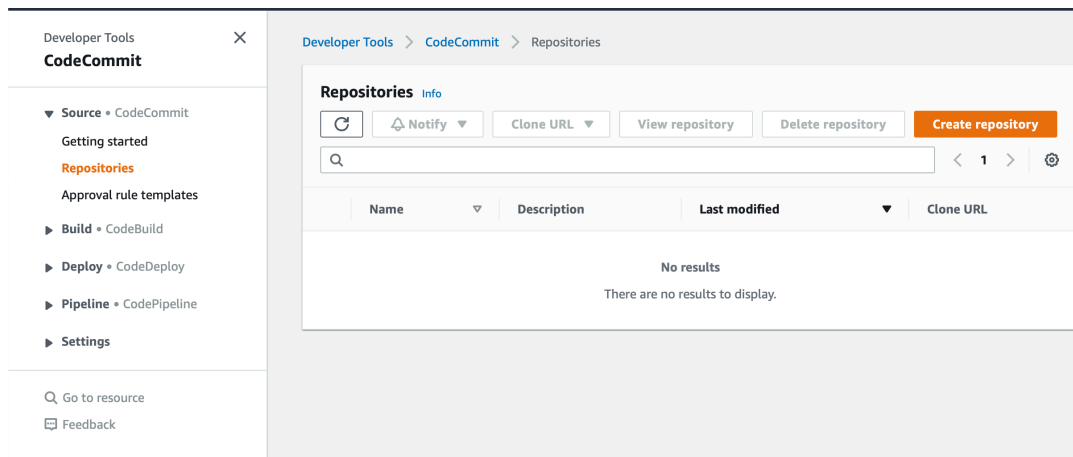 Developer Tools
CodeCommit
Source • CodeCommit
Getting started
Repositories
Approval rule templates
Build • CodeBuild
Deploy • CodeDeploy
Pipeline • CodePipeline
Settings
Go to resource
Feedback
Developer Tools > CodeCommit > Repositories
Repositories Info
Notify Clone URL View repository Delete repository Create repository
1
Name Description Last modified Clone URL
No results
There are no results to display.